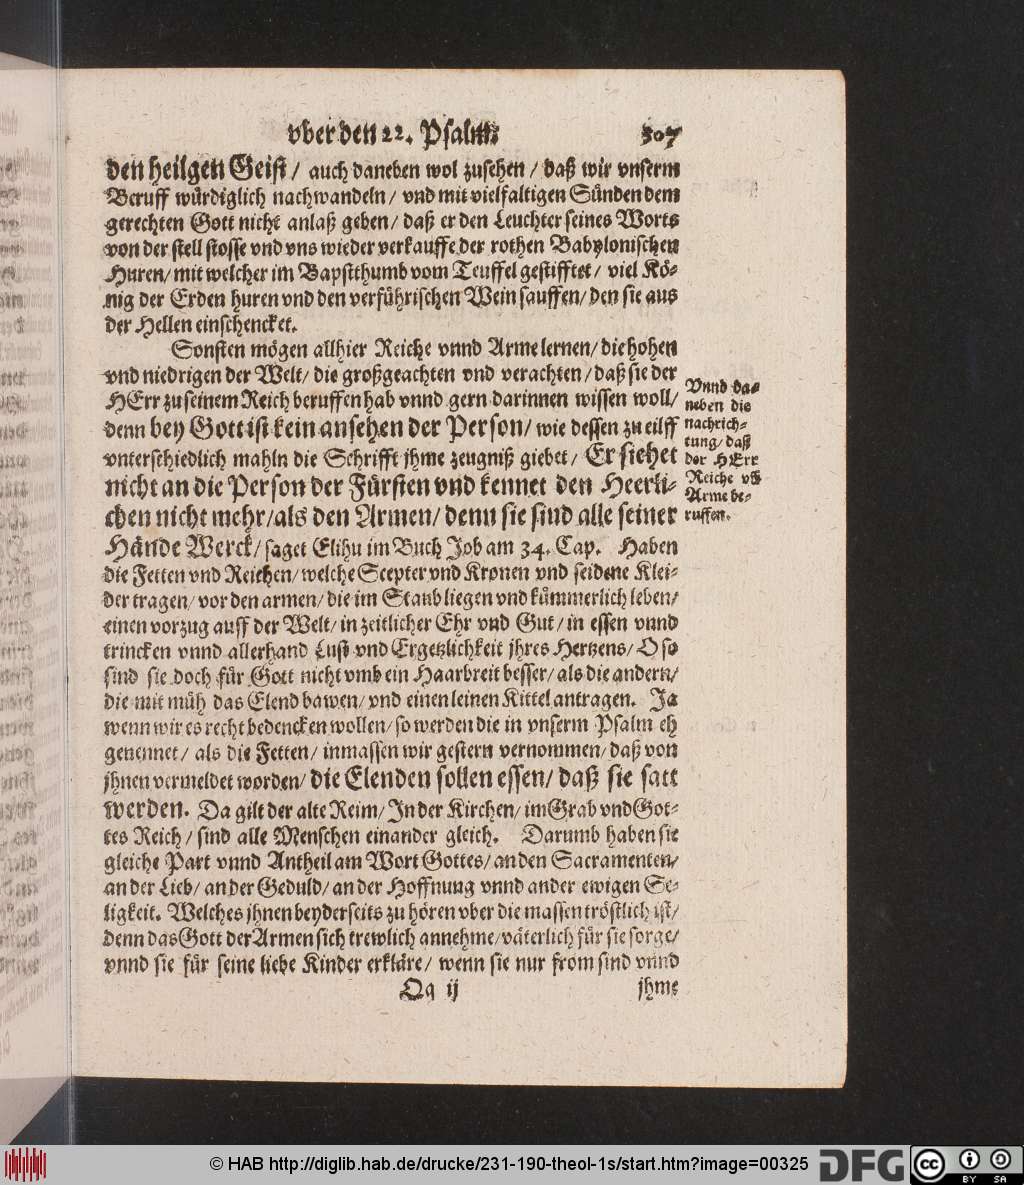 vber den 22. Psalm 307
den heilgen Geist / auch daneben wol zusehen / daß wir vnserm
Beruff würdiglich nachwandeln / vnd mit vielfaltigen Sünden dem
gerechten Gott nicht anlaß geben / daß er den Leuchter seines Worts
von der stell stosse vnd vns wieder verkauffe der rothen Babylonischen
Huren / mit welcher im Bapstthumb vom Teuffel gestifftet / viel Kö-
nig der Erden huren vnd den verführischen Wein sauffen / den sie aus
der Hellen einschencket.
Sonsten mögen allhier Reiche vnnd Arme lernen / die hohen
vnd niedrigen der Welt / die großgeachten vnd verachten / daß sie der
HErr zu seinem Reich beruffen hab vnnd gern darinnen wissen woll /
denn bey Gott ist kein ansehen der Person / wie dessen zu eilff
vnterschiedlich mahln die Schrifft jhme zeugniß giebet / Er siehet
nicht an die Person der Fürsten vnd kennet den Heerli-
chen nicht mehr / als den Armen / denn sie sind alle seiner
Hände Werck / saget Elihu im Buch Job am 34. Cap. Haben
die Fetten vnd Reichen / welche Scepter vnd Kronen vnd seidene Klei-
der tragen / vor den armen / die im Staub liegen vnd kümmerlich leben /
einen vorzug auff der Welt / in zeitlicher Ehr vnd Gut / in essen vnnd
trincken vnnd allerhand Lust vnd Ergetzlichkeit jhres Hertzens / O so
sind sie doch für Gott nicht vmb ein Haarbreit besser / als die andern /
die mit müh das Elend bawen / vnd einen leinen Kittel antragen. Ja
wenn wir es recht bedencken wollen / so werden die in vnserm Psalm eh
genennet / als die Fetten / inmassen wir gestern vernommen / daß von
jhnen vermeldet worden / die Elenden sollen essen / daß sie satt
werden. Da gilt der alte Reim / In der Kirchen / im Grab vnd Got-
tes Reich / sind alle Menschen einander gleich. Darumb haben sie
gleiche Part vnnd Antheil am Wort Gottes / an den Sacramenten /
an der Lieb / an der Geduld / an der Hoffnung vnnd ander ewigen Se-
ligkeit. Welches jhnen beyderseits zu hören vber die massen tröstlich ist /
denn das Gott der Armen sich trewlich annehme / väterlich für sie sorge /
vnnd sie für seine liebe Kinder erkläre / wenn sie nur from sind vnnd
Qq ij jhme
Vnnd da-
neben die
nachrich-
tung / daß
der HErr
Reiche vñ
Arme be-
ruffen.
© HAB http://diglib.hab.de/drucke/231-190-theol-1s/start.htm?image=00325
DFG
cc BY SA